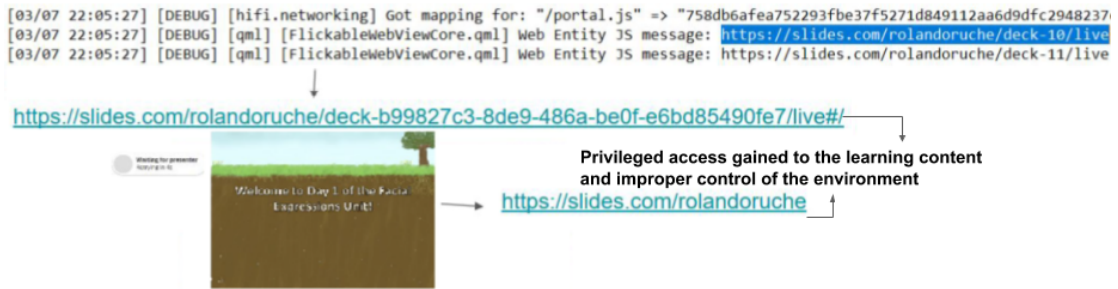 [03/07 22:05:27] [DEBUG] [hifi.networking] Got mapping for: "/portal.js" => "758db6afea752293fbe37f5271d849112aa6d9dfc2948237
[03/07 22:05:27] [DEBUG] [qml] [FlickableWebViewCore.qml] Web Entity JS message: https://slides.com/rolandoruche/deck-10/live
[03/07 22:05:27] [DEBUG] [qml] [FlickableWebViewCore.qml] Web Entity JS message: https://slides.com/rolandoruche/deck-11/live
https://slides.com/rolandoruche/deck-b99827c3-8de9-486a-be0f-e6bd85490fe7/live#/
Waiting for presenter
Privileged access gained to the learning content
and improper control of the environment
Welcome to Day 1 of the Facial
Expressions Unit!
https://slides.com/rolandoruche